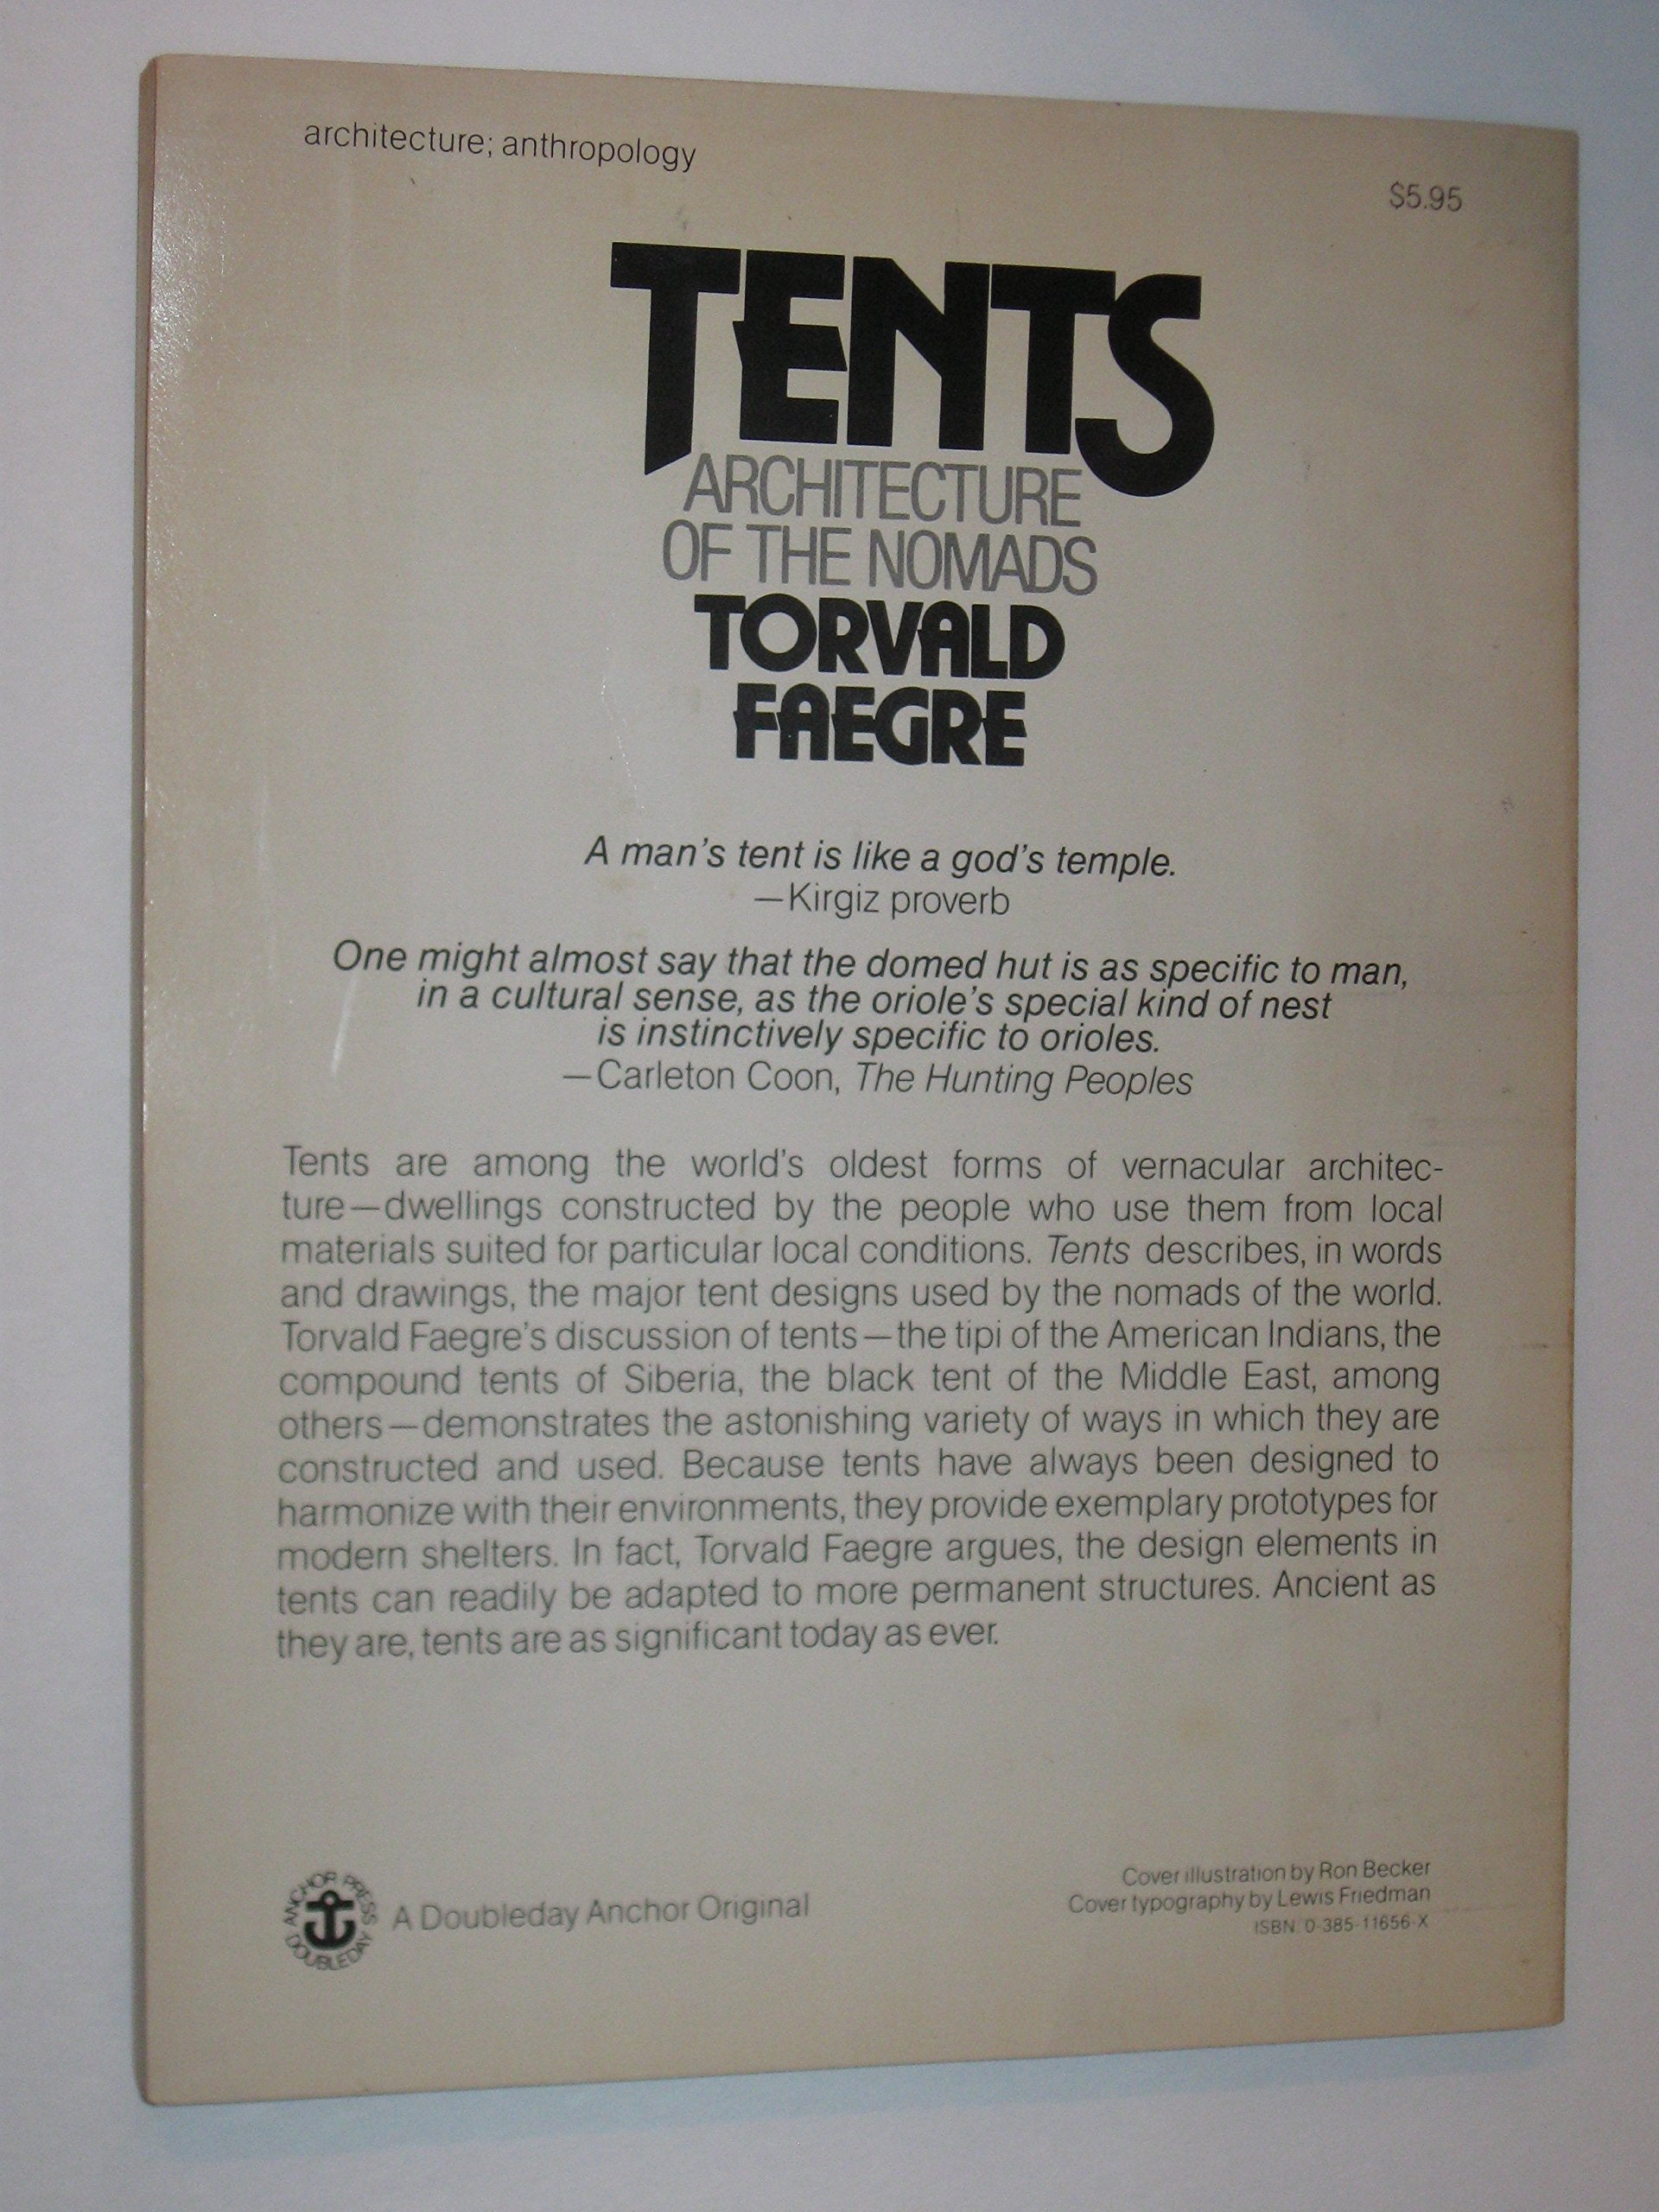 architecture; anthropology
$5.95
TENTS
ARCHITECTURE
OF THE NOMADS
TORVALD
FAEGRE
A man's tent is like a god's temple.
—Kirgiz proverb
One might almost say that the domed hut is as specific to man,
in a cultural sense, as the oriole's special kind of nest
is instinctively specific to orioles.
—Carleton Coon, The Hunting Peoples
Tents are among the world's oldest forms of vernacular architec-
ture—dwellings constructed by the people who use them from local
materials suited for particular local conditions. Tents describes, in words
and drawings, the major tent designs used by the nomads of the world.
Torvald Faegre's discussion of tents—the tipi of the American Indians, the
compound tents of Siberia, the black tent of the Middle East, among
others—demonstrates the astonishing variety of ways in which they are
constructed and used. Because tents have always been designed to
harmonize with their environments, they provide exemplary prototypes for
modern shelters. In fact, Torvald Faegre argues, the design elements in
tents can readily be adapted to more permanent structures. Ancient as
they are, tents are as significant today as ever.
ANCHOR PRESS
DOUBLEDAY
A Doubleday Anchor Original
Cover illustration by Ron Becker
Cover typography by Lewis Friedman
ISBN: 0-385-11656-X